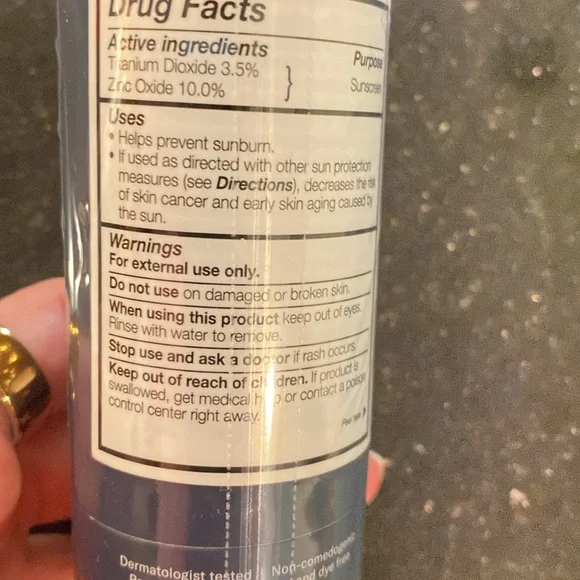 Drug Facts
Active ingredients Purpose
Titanium Dioxide 3.5%
Zinc Oxide 10.0% } Sunscreen
Uses
• Helps prevent sunburn.
• If used as directed with other sun protection
measures (see Directions), decreases the risk
of skin cancer and early skin aging caused by
the sun.
Warnings
For external use only.
Do not use on damaged or broken skin.
When using this product keep out of eyes.
Rinse with water to remove.
Stop use and ask a doctor if rash occurs.
Keep out of reach of children. If product is
swallowed, get medical help or contact a poison
control center right away.
Peel here
Dermatologist tested | Non-comedogenic
and dye free